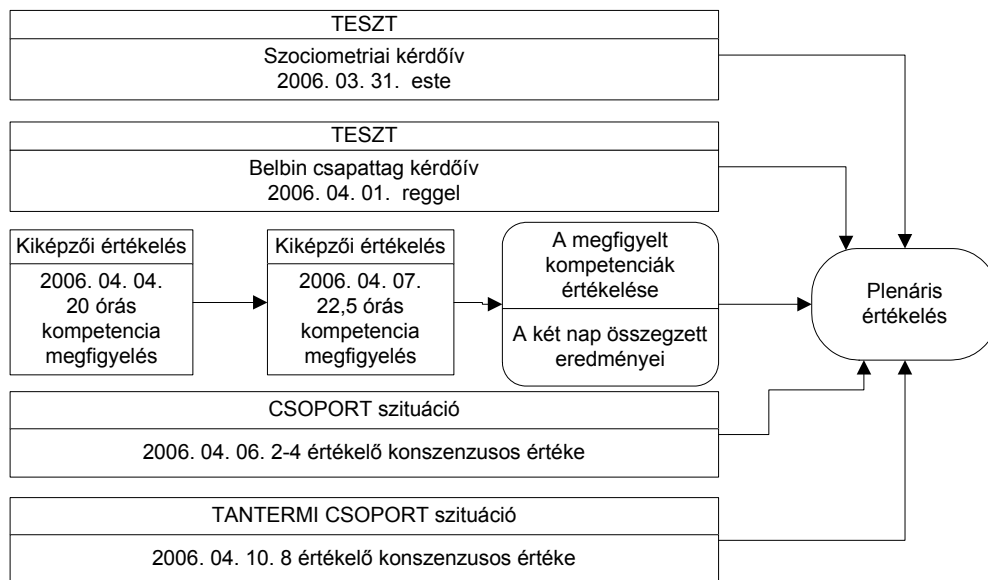 TESZT
Szociometriai kérdőív
2006. 03. 31. este
TESZT
Belbin csapattag kérdőív
2006. 04. 01. reggel
Kiképzői értékelés
2006. 04. 04.
20 órás
kompetencia
megfigyelés
Kiképzői értékelés
2006. 04. 07.
22,5 órás
kompetencia
megfigyelés
A megfigyelt
kompetenciák
értékelése
A két nap összegzett
eredményei
Plenáris
értékelés
CSOPORT szituáció
2006. 04. 06. 2-4 értékelő konszenzusos értéke
TANTERMI CSOPORT szituáció
2006. 04. 10. 8 értékelő konszenzusos értéke